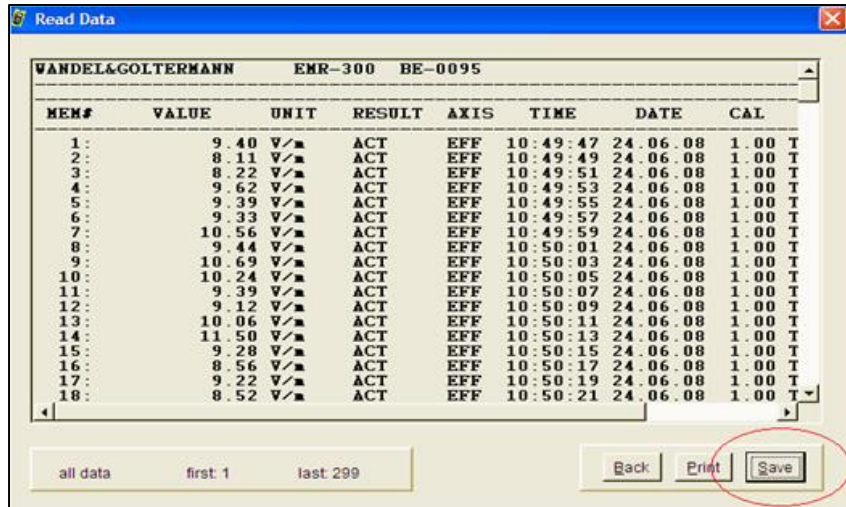 Read Data
WANDEL&GOLTERMANN EMR-300 BE-0095
MEM# VALUE UNIT RESULT AXIS TIME DATE CAL
1: 9.40 V/m ACT EFF 10:49:47 24.06.08 1.00 T
2: 8.11 V/m ACT EFF 10:49:49 24.06.08 1.00 T
3: 8.22 V/m ACT EFF 10:49:51 24.06.08 1.00 T
4: 9.62 V/m ACT EFF 10:49:53 24.06.08 1.00 T
5: 9.39 V/m ACT EFF 10:49:55 24.06.08 1.00 T
6: 9.33 V/m ACT EFF 10:49:57 24.06.08 1.00 T
7: 10.56 V/m ACT EFF 10:49:59 24.06.08 1.00 T
8: 9.44 V/m ACT EFF 10:50:01 24.06.08 1.00 T
9: 10.69 V/m ACT EFF 10:50:03 24.06.08 1.00 T
10: 10.24 V/m ACT EFF 10:50:05 24.06.08 1.00 T
11: 9.39 V/m ACT EFF 10:50:07 24.06.08 1.00 T
12: 9.12 V/m ACT EFF 10:50:09 24.06.08 1.00 T
13: 10.06 V/m ACT EFF 10:50:11 24.06.08 1.00 T
14: 11.50 V/m ACT EFF 10:50:13 24.06.08 1.00 T
15: 9.28 V/m ACT EFF 10:50:15 24.06.08 1.00 T
16: 8.56 V/m ACT EFF 10:50:17 24.06.08 1.00 T
17: 9.22 V/m ACT EFF 10:50:19 24.06.08 1.00 T
18: 8.52 V/m ACT EFF 10:50:21 24.06.08 1.00 T
all data first: 1 last: 299 Back Print Save